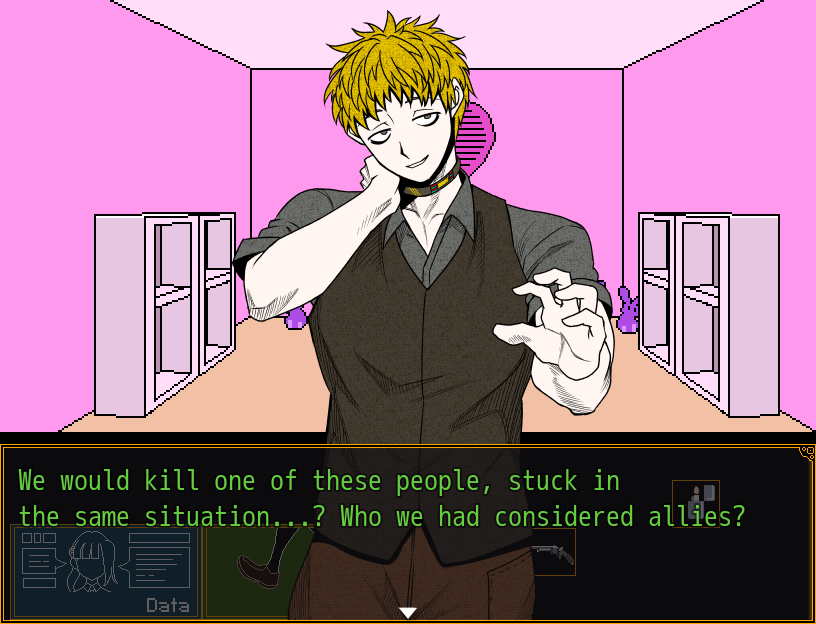 We would kill one of these people, stuck in
the same situation...? Who we had considered allies?
Data